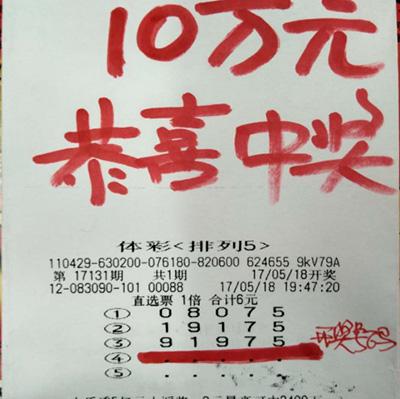 10万元
恭喜中奖
体彩<排列5>
110429-630200-076180-820600 624655 9kV79A
第 17131期 共1期 17/05/18开奖
12-083090-101 00088 17/05/18 19:47:20
直选票 1倍 合计6元
① 0 8 0 7 5
② 1 9 1 7 5
③ 9 1 9 7 5
④ . . . . .
⑤ . . . . .